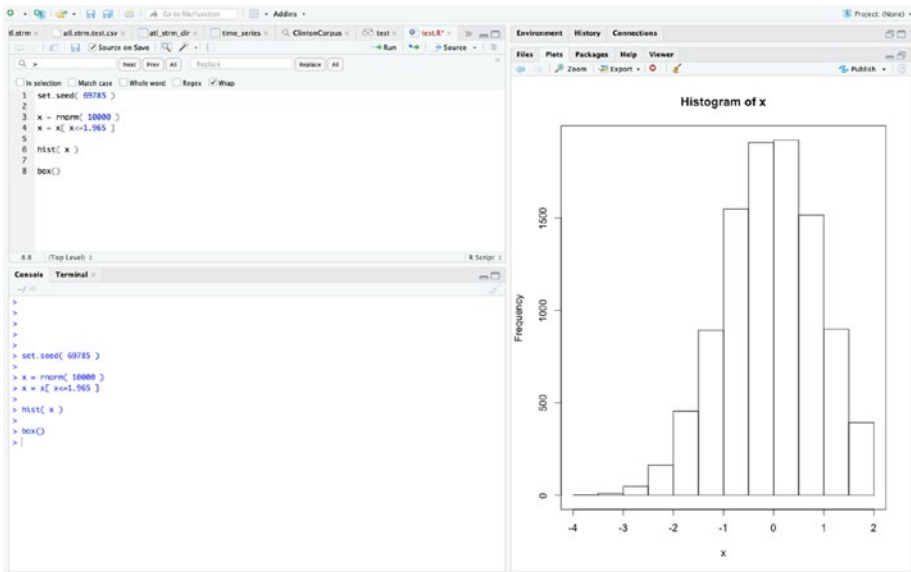 Go to file/function
Addins
Project: (None)
tl.strm
atl.strm.test.csv
atl_strm_dir
time_series
ClintonCorpus
test
test.R*
Source on Save
Run
Source
>
Next
Prev
All
Replace
Replace
All
In selection
Match case
Whole word
Regex
Wrap
1 set.seed( 69785 )
2
3 x = rnorm( 10000 )
4 x = x[ x<=1.965 ]
5
6 hist( x )
7
8 box()
8:8
(Top Level)
R Script
Console
Terminal
~/
>
>
>
>
>
> set.seed( 69785 )
>
> x = rnorm( 10000 )
> x = x[ x<=1.965 ]
>
> hist( x )
>
> box()
>
Environment
History
Connections
Files
Plots
Packages
Help
Viewer
Zoom
Export
Publish
Histogram of x
Frequency
1500
1000
500
0
-4
-3
-2
-1
0
1
2
x